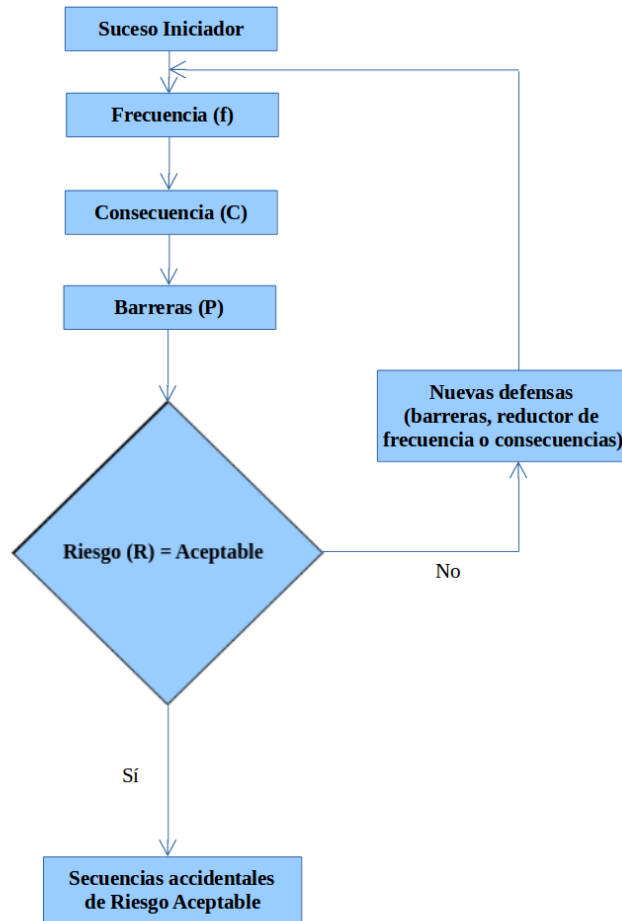 Suceso Iniciador
Frecuencia (f)
Consecuencia (C)
Barreras (P)
Nuevas defensas
(barreras, reductor de
frecuencia o consecuencias)
Riesgo (R) = Aceptable
No
Sí
Secuencias accidentales
de Riesgo Aceptable